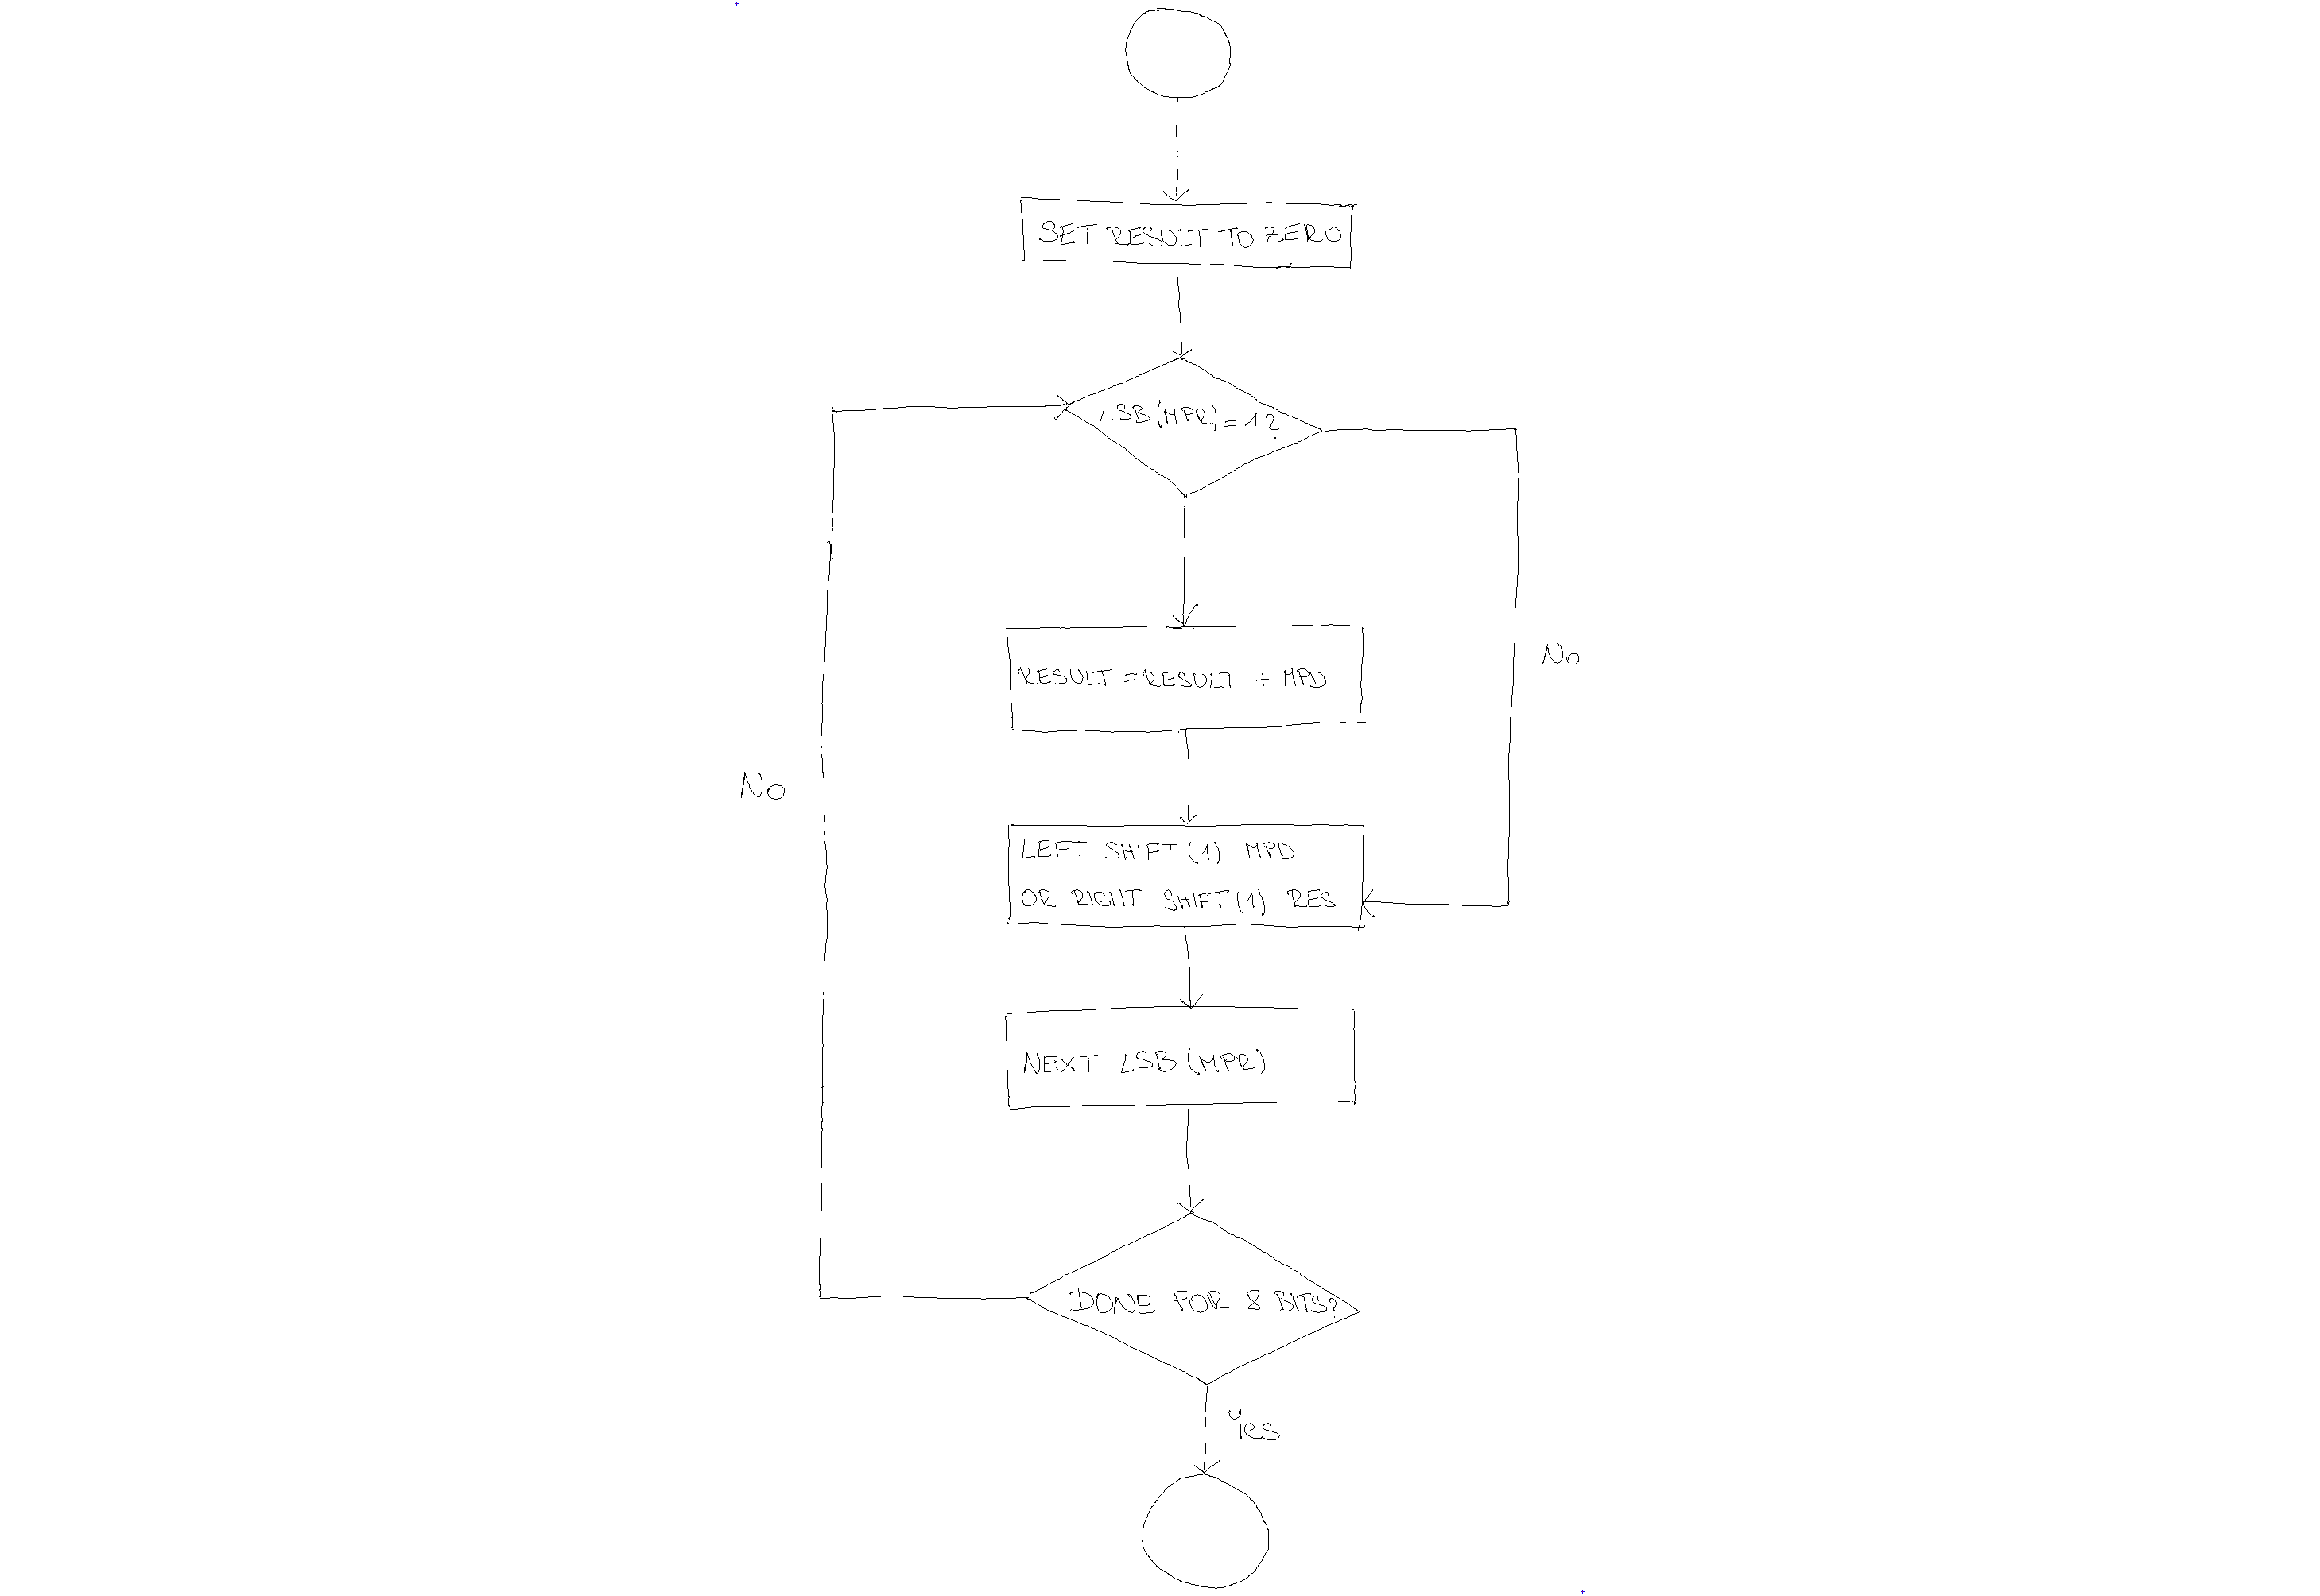 SET RESULT TO ZERO
LSB(MPR)=1?
RESULT=RESULT + MPD
No
No
LEFT SHIFT(1) MPD
OR RIGHT SHIFT(1) RES
NEXT LSB(MPR)
DONE FOR 8 BITS?
Yes